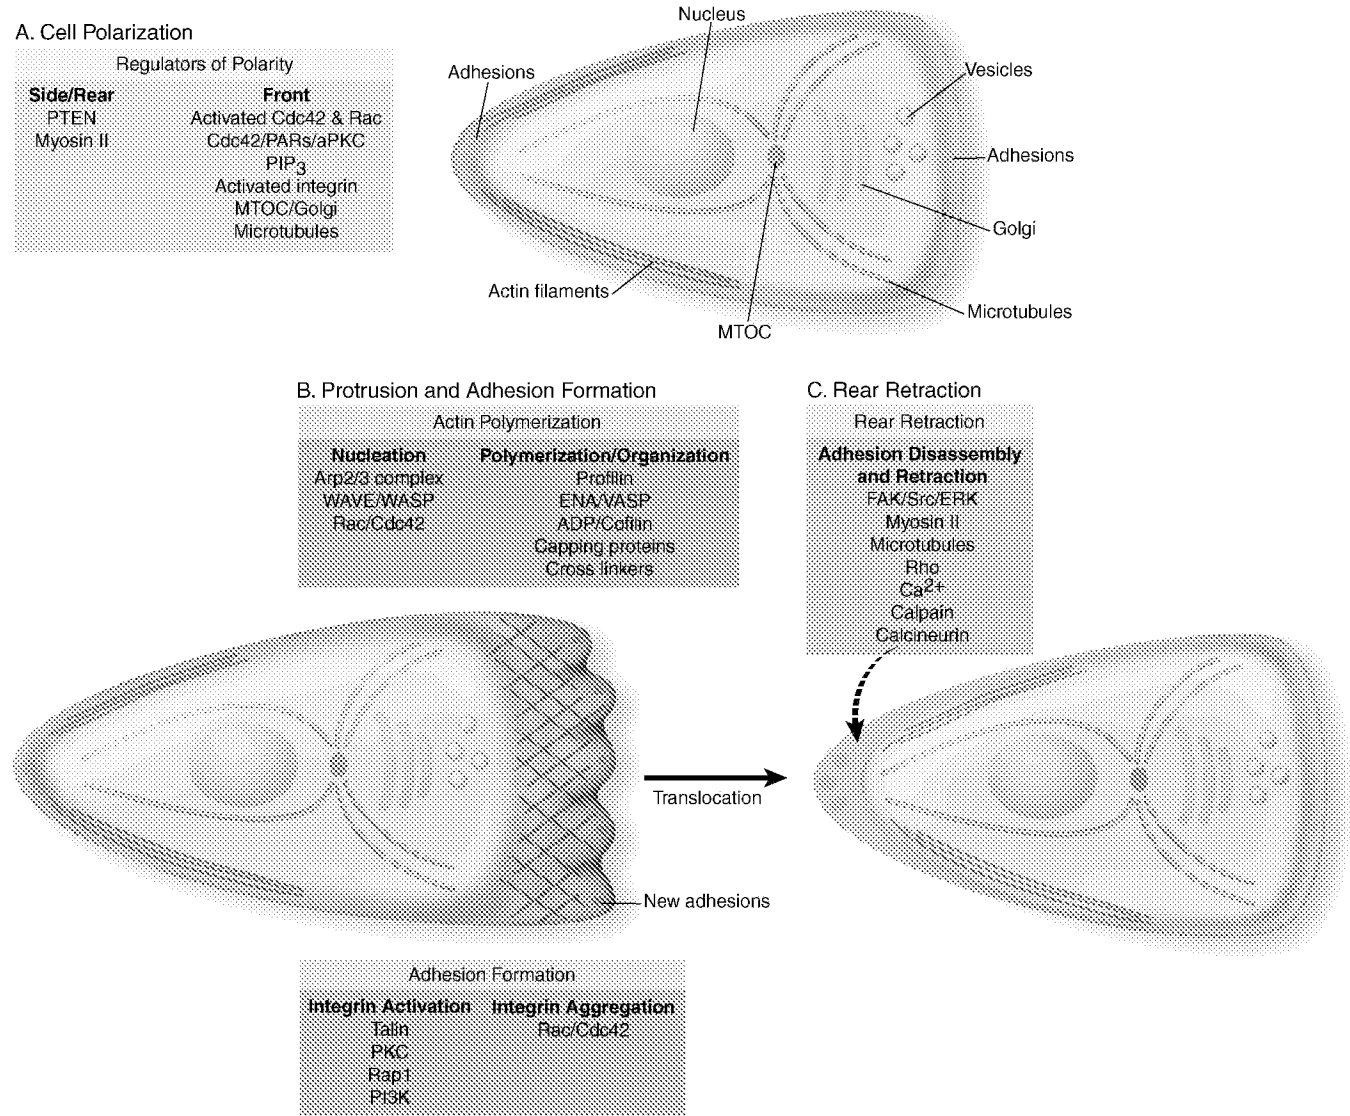 A. Cell Polarization
Regulators of Polarity
Side/Rear
PTEN
Myosin II
Front
Activated Cdc42 & Rac
Cdc42/PARs/aPKC
PIP3
Activated integrin
MTOC/Golgi
Microtubules
Nucleus
Adhesions
Vesicles
Adhesions
Golgi
Actin filaments
Microtubules
MTOC
B. Protrusion and Adhesion Formation
Actin Polymerization
Nucleation
Arp2/3 complex
WAVE/WASP
Rac/Cdc42
Polymerization/Organization
Profilin
ENA/VASP
ADP/Cofilin
Capping proteins
Cross linkers
C. Rear Retraction
Rear Retraction
Adhesion Disassembly
and Retraction
FAK/Src/ERK
Myosin II
Microtubules
Rho
Ca2+
Calpain
Calcineurin
Translocation
New adhesions
Adhesion Formation
Integrin Activation
Talin
PKC
Rap1
PI3K
Integrin Aggregation
Rac/Cdc42